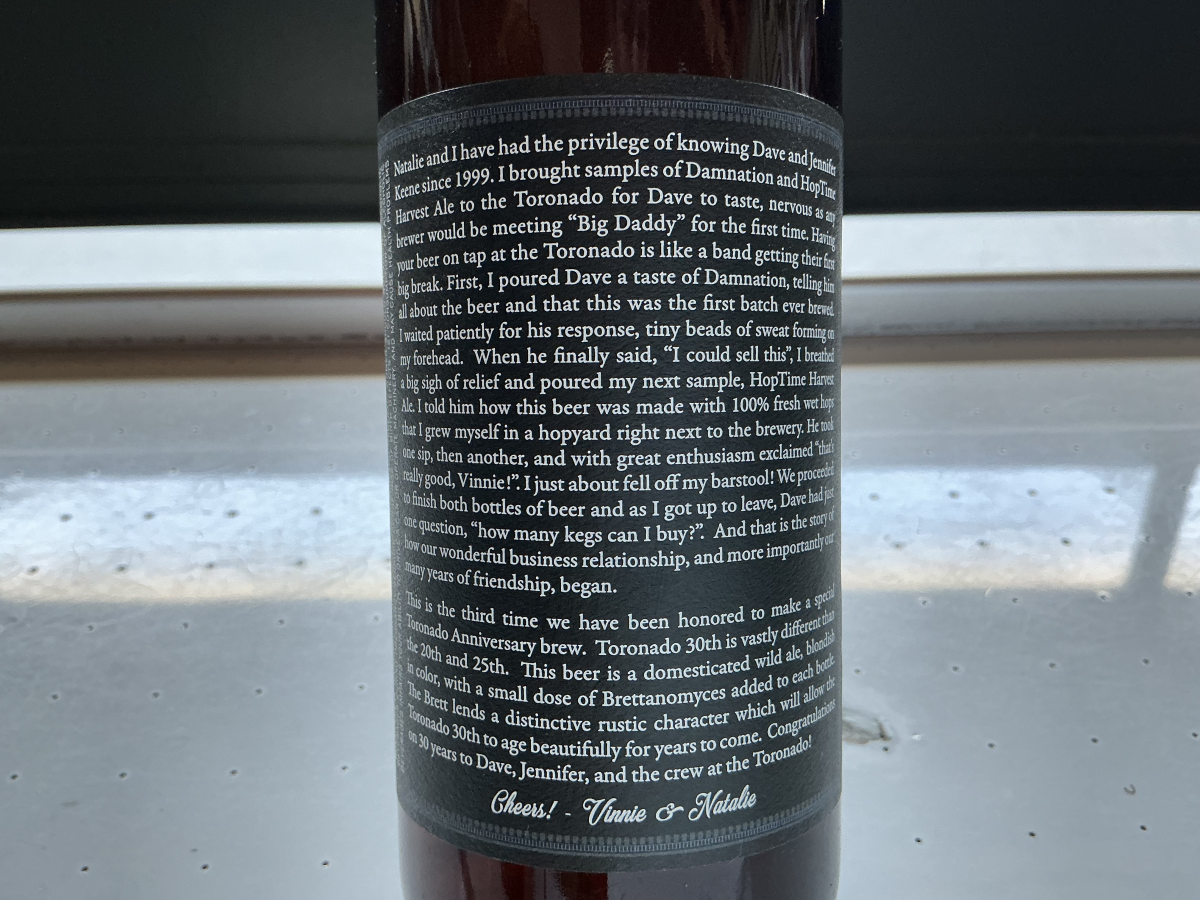 Natalie and I have had the privilege of knowing Dave and Jennifer
Keene since 1999. I brought samples of Damnation and HopTime
Harvest Ale to the Toronado for Dave to taste, nervous as any
brewer would be meeting “Big Daddy” for the first time. Having
your beer on tap at the Toronado is like a band getting their first
big break. First, I poured Dave a taste of Damnation, telling him
all about the beer and that this was the first batch ever brewed.
I waited patiently for his response, tiny beads of sweat forming on
my forehead. When he finally said, “I could sell this”, I breathed
a big sigh of relief and poured my next sample, HopTime Harvest
Ale. I told him how this beer was made with 100% fresh wet hops
that I grew myself in a hopyard right next to the brewery. He took
one sip, then another, and with great enthusiasm exclaimed “that's
really good, Vinnie!”. I just about fell off my barstool! We proceeded
to finish both bottles of beer and as I got up to leave, Dave had just
one question, “how many kegs can I buy?”. And that is the story of
how our wonderful business relationship, and more importantly our
many years of friendship, began.
This is the third time we have been honored to make a special
Toronado Anniversary brew. Toronado 30th is vastly different than
the 20th and 25th. This beer is a domesticated wild ale, blondish
in color, with a small dose of Brettanomyces added to each bottle.
The Brett lends a distinctive rustic character which will allow the
Toronado 30th to age beautifully for years to come. Congratulations
on 30 years to Dave, Jennifer, and the crew at the Toronado!
Cheers! - Vinnie & Natalie
MACHINERY, AND MAY CAUSE HEALTH PROBLEMS